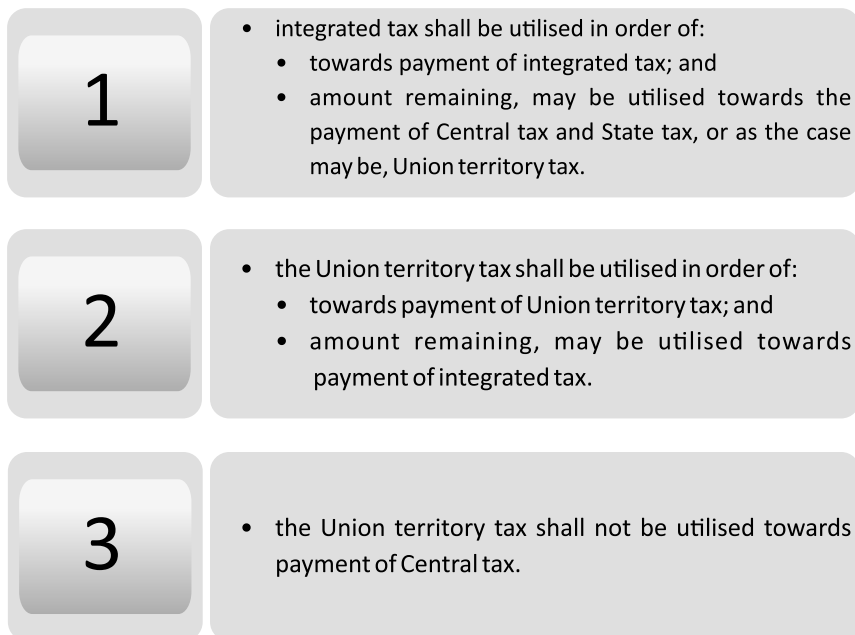 1
• integrated tax shall be utilised in order of:
• towards payment of integrated tax; and
• amount remaining, may be utilised towards the
payment of Central tax and State tax, or as the case
may be, Union territory tax.
2
• the Union territory tax shall be utilised in order of:
• towards payment of Union territory tax; and
• amount remaining, may be utilised towards
payment of integrated tax.
3
• the Union territory tax shall not be utilised towards
payment of Central tax.